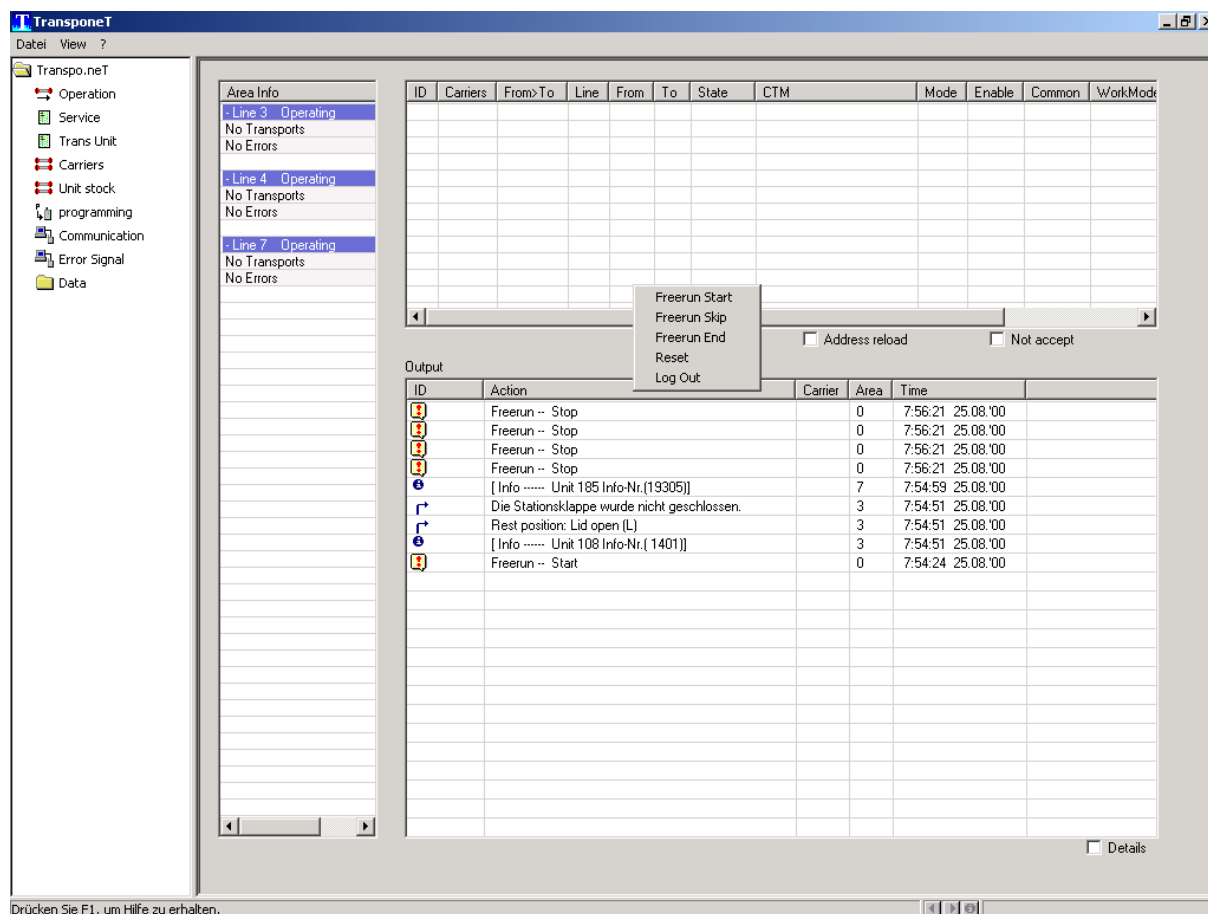 TransponeT
Datei View ?
Transpo.neT
Operation
Service
Trans Unit
Carriers
Unit stock
programming
Communication
Error Signal
Data
Area Info
- Line 3 Operating
No Transports
No Errors
- Line 4 Operating
No Transports
No Errors
- Line 7 Operating
No Transports
No Errors
ID Carriers From>To Line From To State CTM Mode Enable Common WorkMode
Freerun Start
Freerun Skip
Freerun End
Reset
Log Out
Address reload Not accept
Output
ID Action Carrier Area Time
Freerun -- Stop 0 7:56:21 25.08.'00
Freerun -- Stop 0 7:56:21 25.08.'00
Freerun -- Stop 0 7:56:21 25.08.'00
Freerun -- Stop 0 7:56:21 25.08.'00
[ Info ------ Unit 185 Info-Nr.(19305)] 7 7:54:59 25.08.'00
Die Stationsklappe wurde nicht geschlossen. 3 7:54:51 25.08.'00
Rest position: Lid open (L) 3 7:54:51 25.08.'00
[ Info ------ Unit 108 Info-Nr.( 1401)] 3 7:54:51 25.08.'00
Freerun -- Start 0 7:54:24 25.08.'00
Details
Drücken Sie F1, um Hilfe zu erhalten.